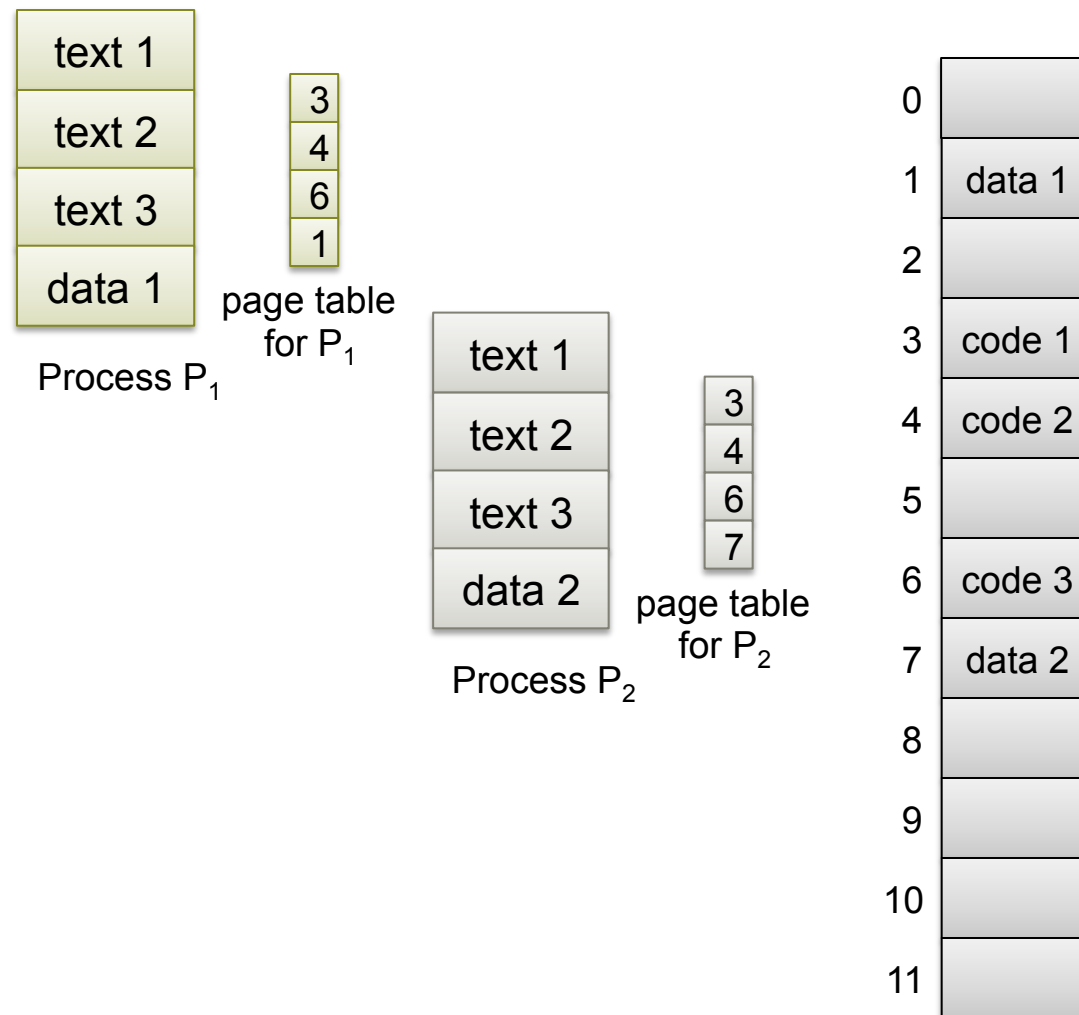 text 1
text 2
text 3
data 1
Process P₁
3
4
6
1
page table
for P₁
text 1
text 2
text 3
data 2
Process P₂
3
4
6
7
page table
for P₂
0
1 data 1
2
3 code 1
4 code 2
5
6 code 3
7 data 2
8
9
10
11